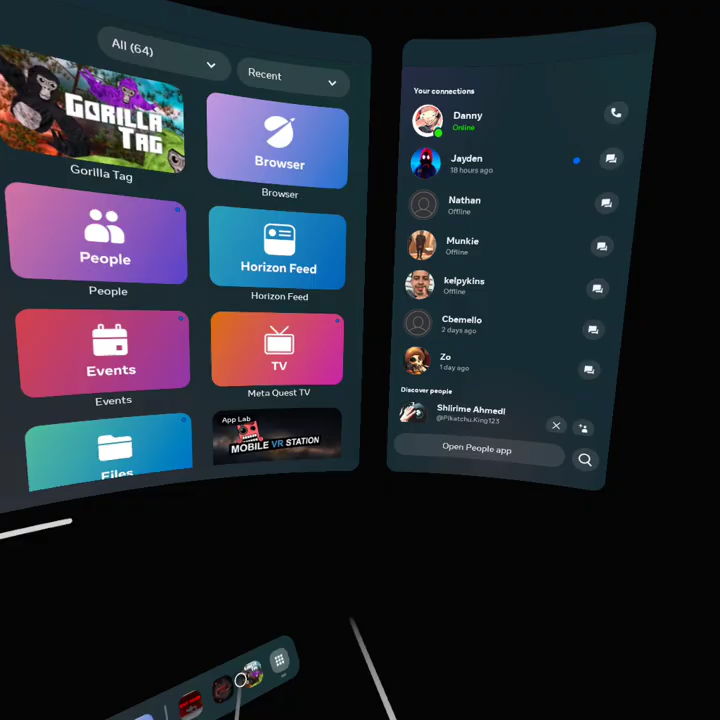 All (64)
Recent
GORILLA
TAG
Gorilla Tag
Browser
Browser
People
People
Horizon Feed
Horizon Feed
Events
Events
TV
Meta Quest TV
Files
App Lab
MOBILE VR STATION
Your connections
Danny
Online
Jayden
18 hours ago
Nathan
Offline
Munkie
Offline
kelpykins
Offline
Cbemello
2 days ago
Zo
1 day ago
Discover people
Shlirime Ahmedi
@Pikatchu.King123
Open People app